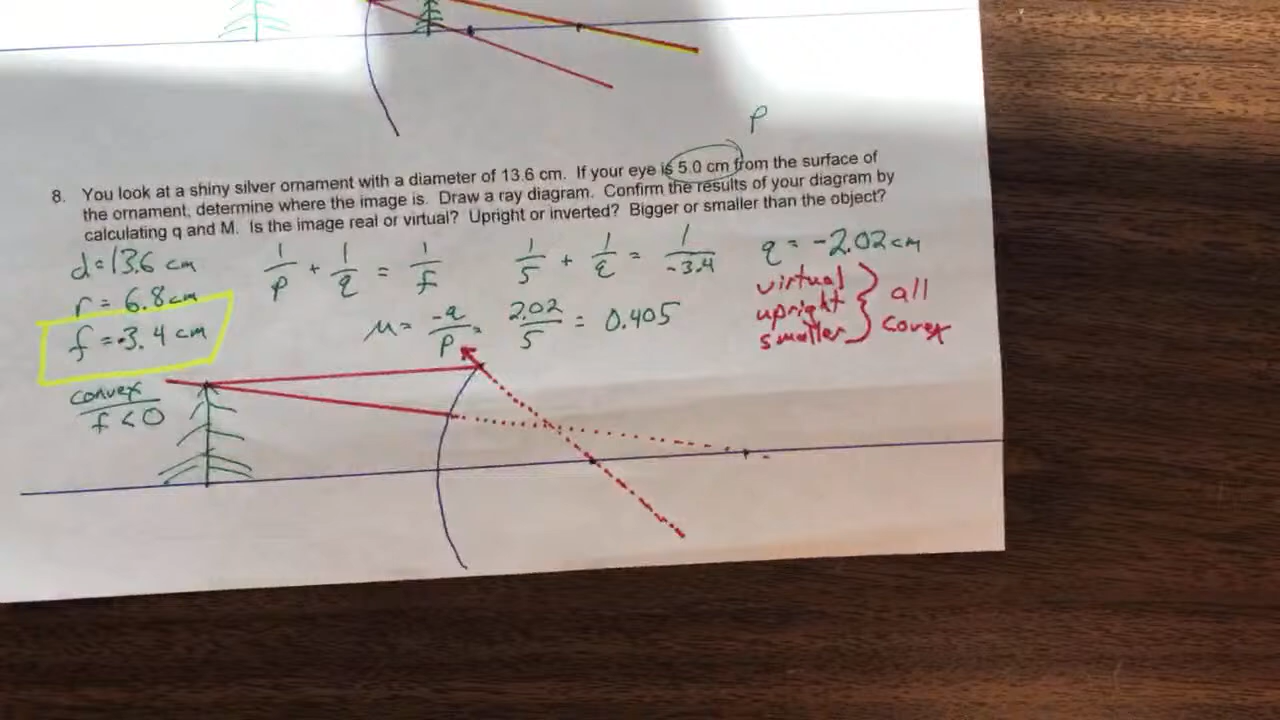 P
8. You look at a shiny silver ornament with a diameter of 13.6 cm. If your eye is 5.0 cm from the surface of
the ornament, determine where the image is. Draw a ray diagram. Confirm the results of your diagram by
calculating q and M. Is the image real or virtual? Upright or inverted? Bigger or smaller than the object?
d=13.6 cm
r = 6.8cm
f = -3.4 cm
convex
f < 0
1/p + 1/q = 1/f
M = -q/p = 2.02/5 = 0.405
1/5 + 1/q = 1/-3.4
q = -2.02 cm
virtual
upright
smaller
} all
covex